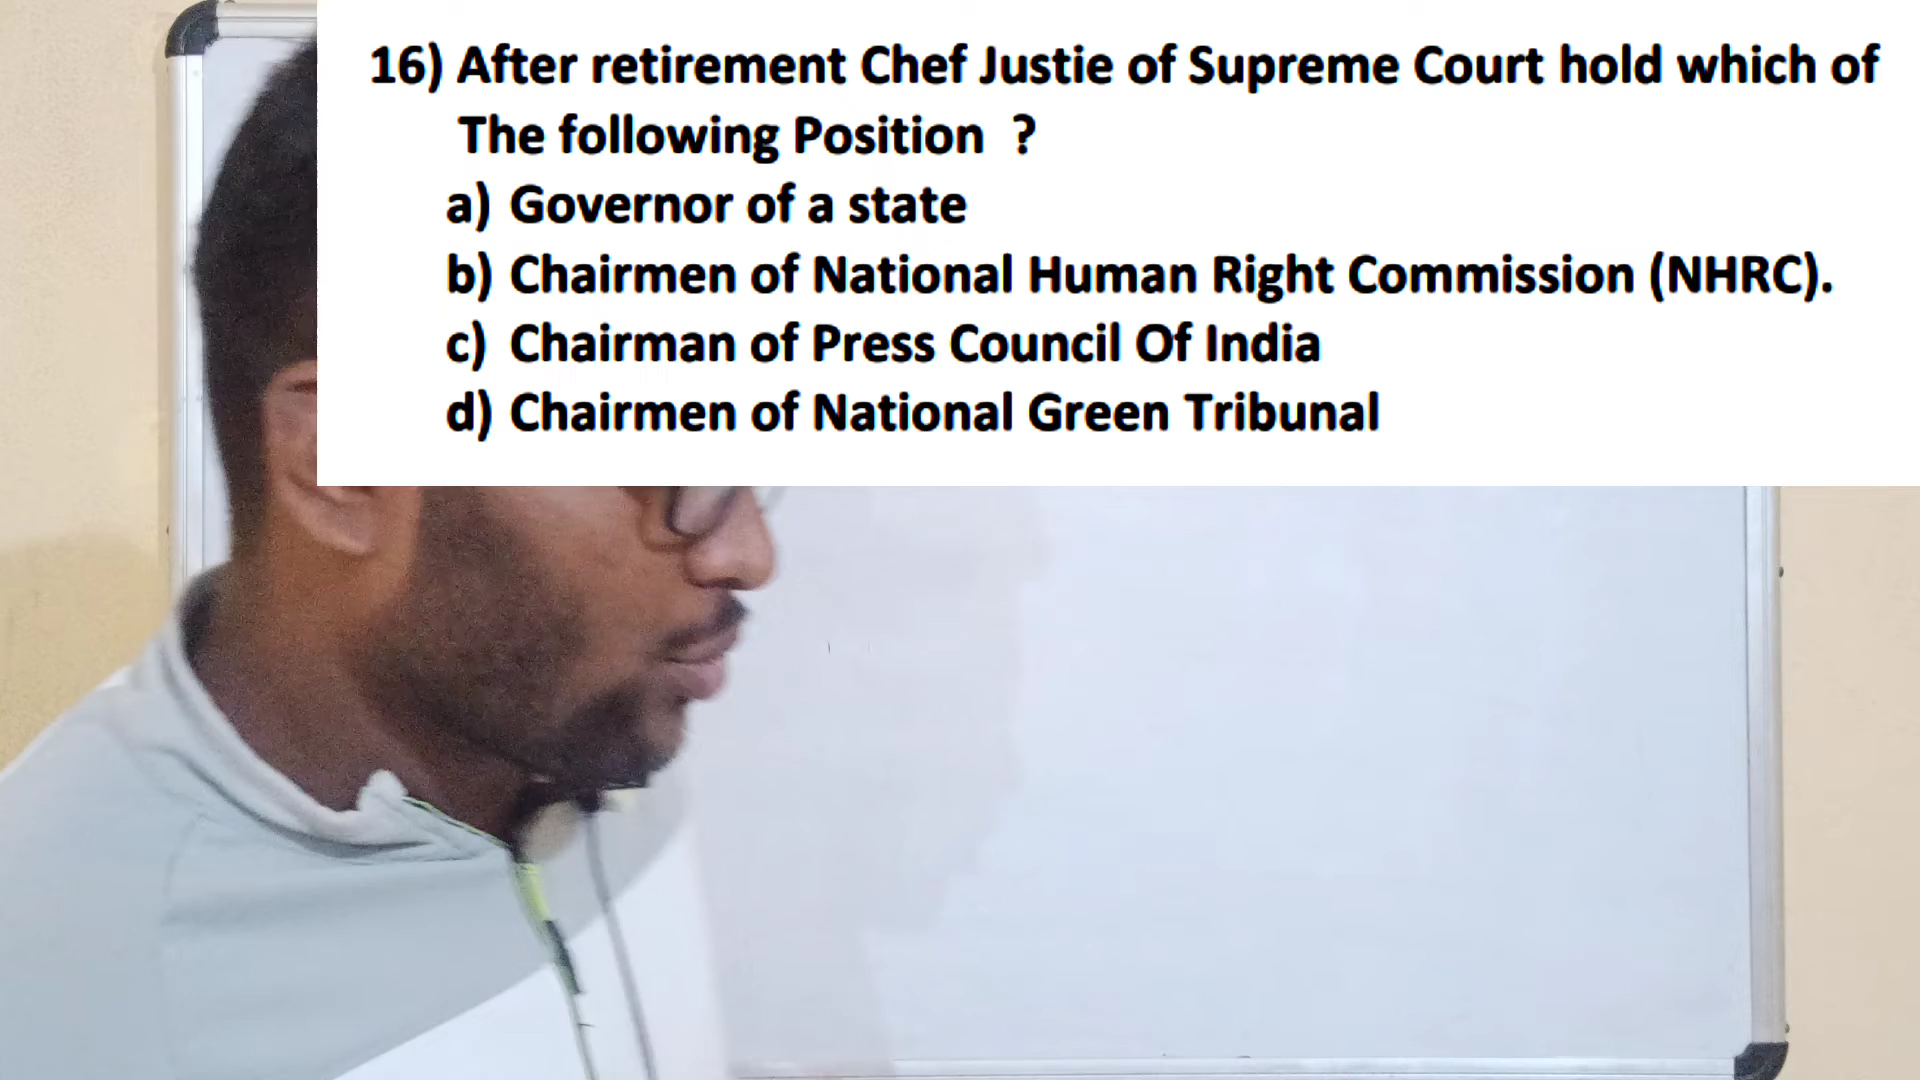 16) After retirement Chef Justie of Supreme Court hold which of
The following Position ?
a) Governor of a state
b) Chairmen of National Human Right Commission (NHRC).
c) Chairman of Press Council Of India
d) Chairmen of National Green Tribunal